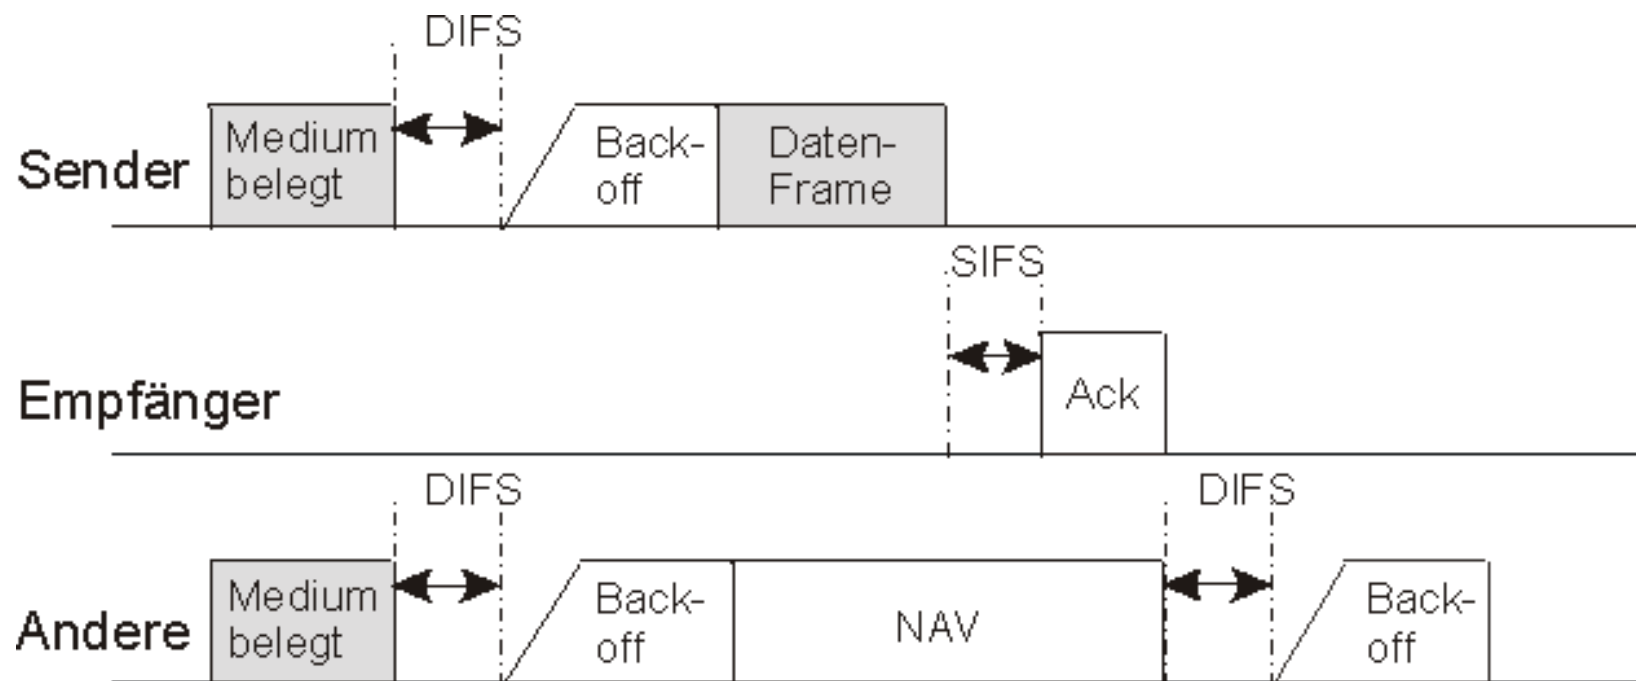 DIFS
Sender
Medium
belegt
Back-
off
Daten-
Frame
SIFS
Empfänger
Ack
DIFS
DIFS
Andere
Medium
belegt
Back-
off
NAV
Back-
off